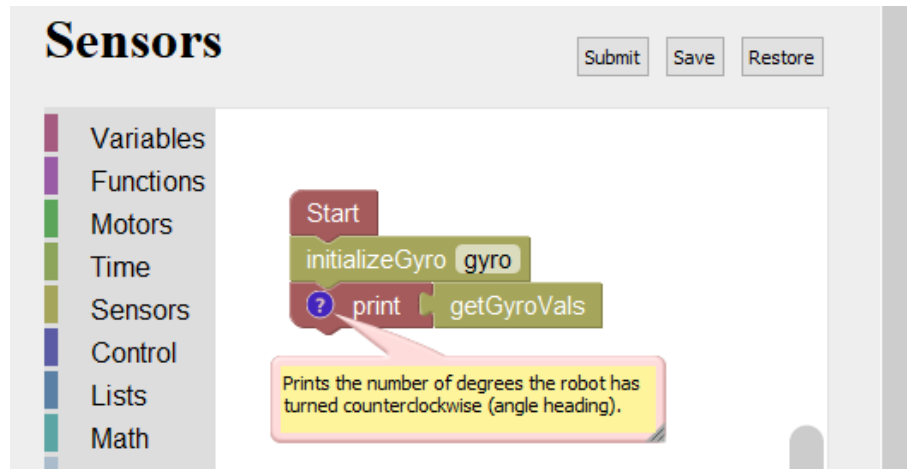 Sensors
Submit Save Restore
Variables
Functions
Motors
Time
Sensors
Control
Lists
Math
Start
initializeGyro gyro
? print getGyroVals
Prints the number of degrees the robot has
turned counterclockwise (angle heading).